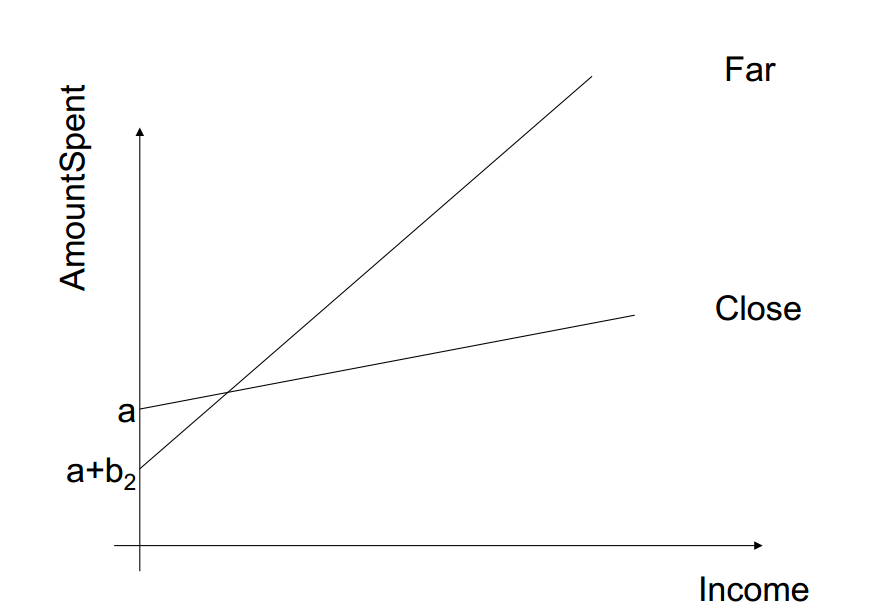 Far
AmountSpent
Close
a
a+b₂
Income